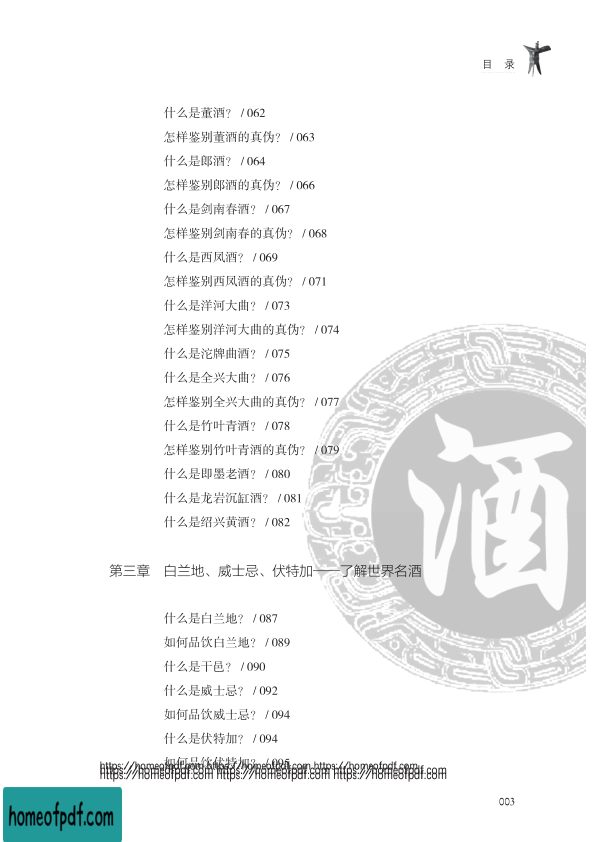 目 录
什么是董酒? / 062
怎样鉴别董酒的真伪? / 063
什么是郎酒? / 064
怎样鉴别郎酒的真伪? / 066
什么是剑南春酒? / 067
怎样鉴别剑南春的真伪? / 068
什么是西凤酒? / 069
怎样鉴别西凤酒的真伪? / 071
什么是洋河大曲? / 073
怎样鉴别洋河大曲的真伪? / 074
什么是沱牌曲酒? / 075
什么是全兴大曲? / 076
怎样鉴别全兴大曲的真伪? / 077
什么是竹叶青酒? / 078
怎样鉴别竹叶青酒的真伪? / 079
什么是即墨老酒? / 080
什么是龙岩沉缸酒? / 081
什么是绍兴黄酒? / 082
酒
第三章 白兰地、威士忌、伏特加——了解世界名酒
什么是白兰地? / 087
如何品饮白兰地? / 089
什么是干邑? / 090
什么是威士忌? / 092
如何品饮威士忌? / 094
什么是伏特加? / 094
如何品饮伏特加? / 095
https://homeofpdf.com https://homeofpdf.com https://homeofpdf.com
https://homeofpdf.com https://homeofpdf.com https://homeofpdf.com
003
homeofpdf.com